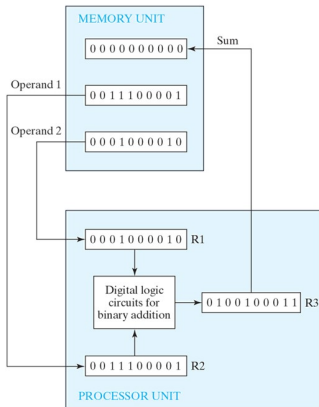 MEMORY UNIT
0 0 0 0 0 0 0 0 0 0
Sum
Operand 1
0 0 1 1 1 0 0 0 0 1
Operand 2
0 0 0 1 0 0 0 0 1 0
0 0 0 1 0 0 0 0 1 0 R1
Digital logic
circuits for
binary addition
0 1 0 0 1 0 0 0 1 1 R3
0 0 1 1 1 0 0 0 0 1 R2
PROCESSOR UNIT